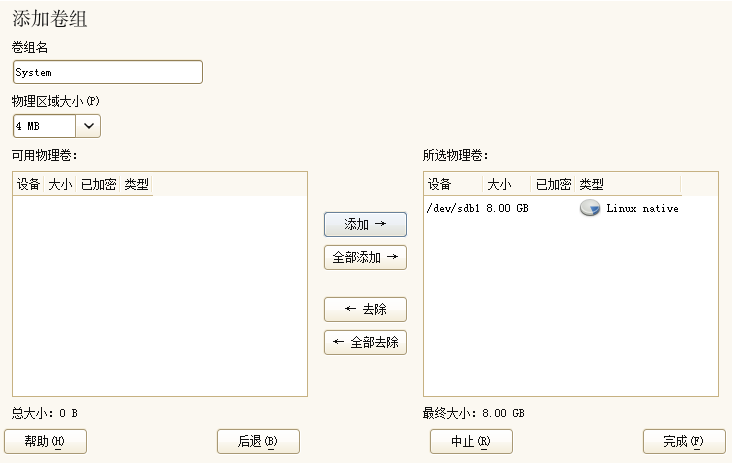 添加卷组
卷组名
System
物理区域大小(P)
4 MB
可用物理卷:
设备 大小 已加密 类型
添加 →
全部添加 →
← 去除
← 全部去除
总大小: 0 B
所选物理卷:
设备 大小 已加密 类型
/dev/sdb1 8.00 GB Linux native
最终大小: 8.00 GB
帮助(H) 后退(B) 中止(R) 完成(F)